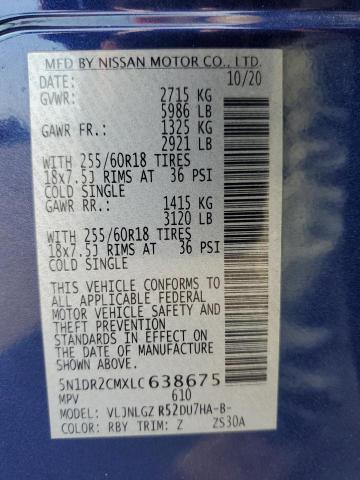 MFD BY NISSAN MOTOR CO., LTD.
DATE: 10/20
GVWR: 2715 KG
5986 LB
GAWR FR.: 1325 KG
2921 LB
WITH 255/60R18 TIRES
18x7.5J RIMS AT 36 PSI
COLD SINGLE
GAWR RR.: 1415 KG
3120 LB
WITH 255/60R18 TIRES
18x7.5J RIMS AT 36 PSI
COLD SINGLE
THIS VEHICLE CONFORMS TO
ALL APPLICABLE FEDERAL
MOTOR VEHICLE SAFETY AND
THEFT PREVENTION
STANDARDS IN EFFECT ON
THE DATE OF MANUFACTURE
SHOWN ABOVE.
5N1DR2CMXLC638675
MPV 610
MODEL: VLJNLGZ R52DU7HA-B-
COLOR: RBY TRIM: Z ZS30A